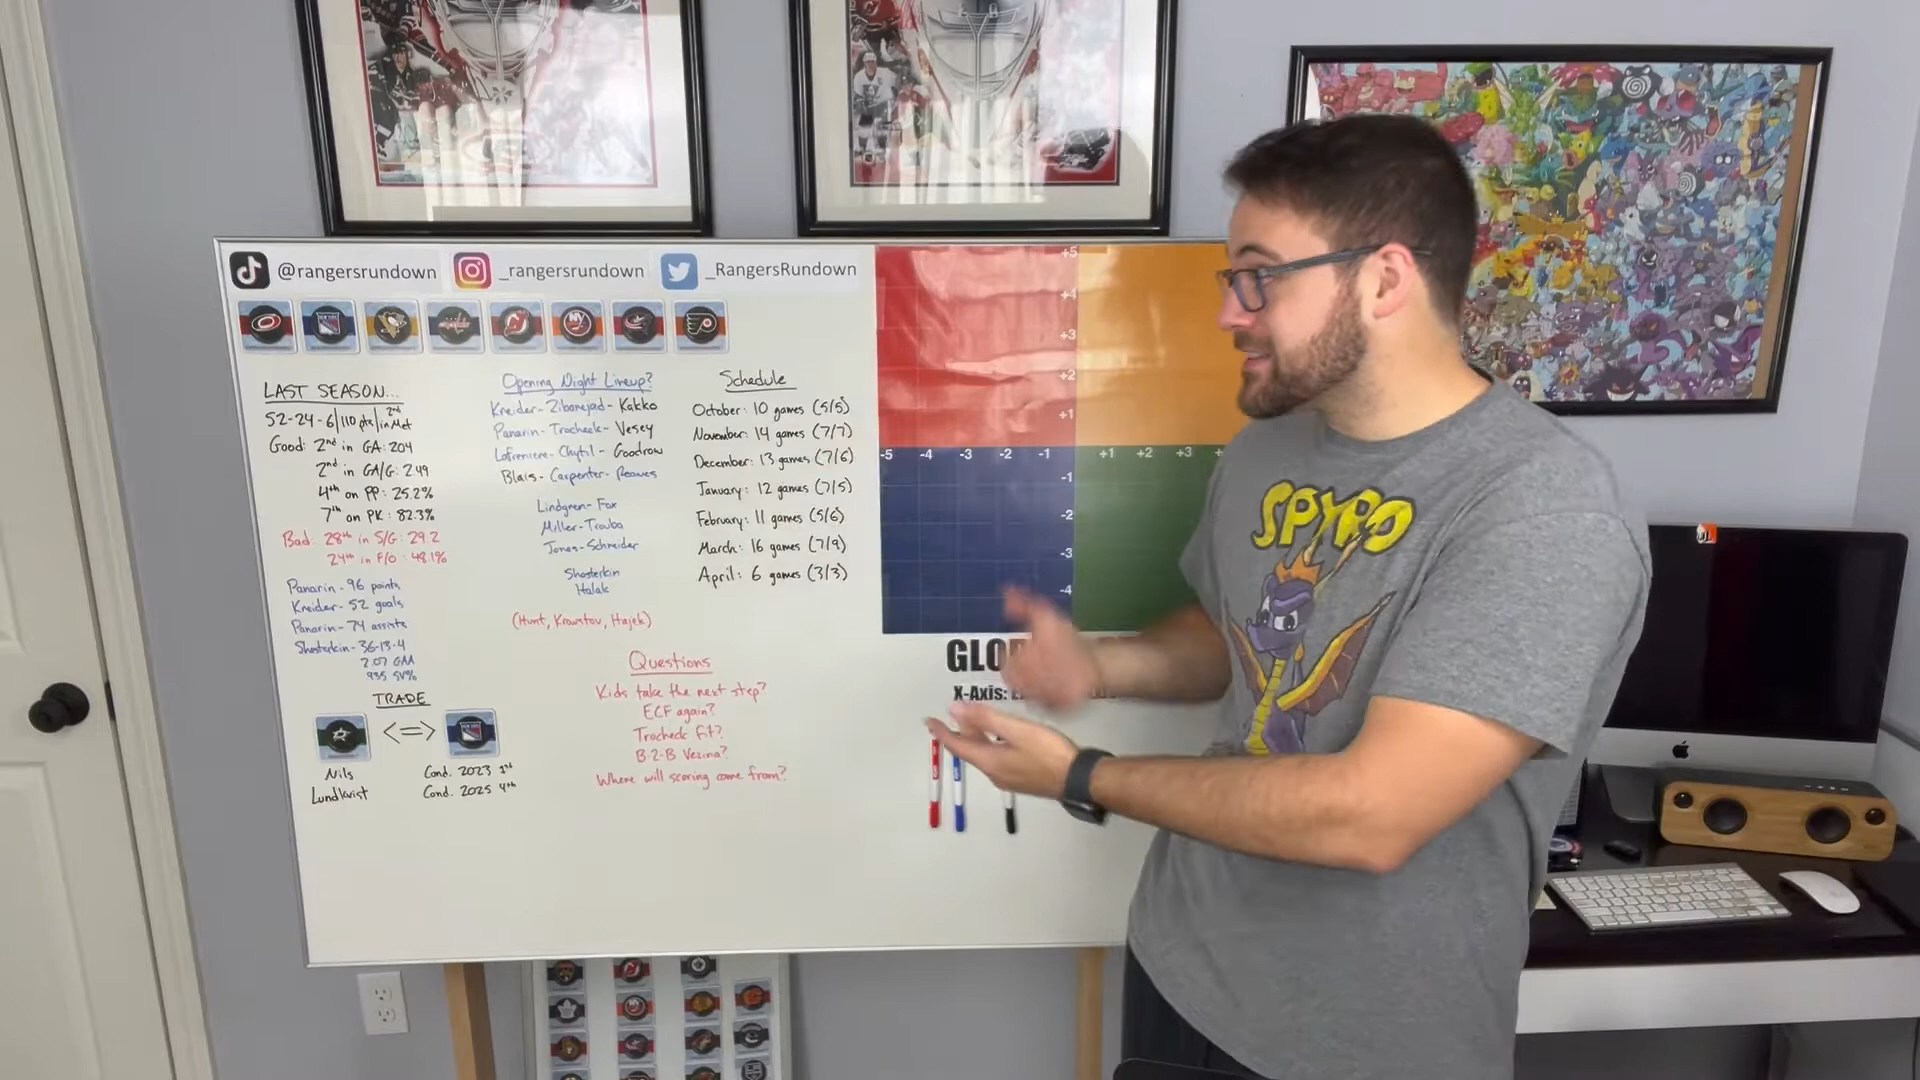 @rangersrundown _rangersrundown _RangersRundown
LAST SEASON...
52-24-6/110 pts/2nd in Met
Good: 2nd in GA: 204
2nd in GA/G: 2.49
4th on PP: 25.2%
7th on PK: 82.3%
Bad: 28th in S/G: 29.2
24th in F/O: 48.1%
Panarin - 96 points
Kreider - 52 goals
Panarin - 74 assists
Shesterkin - 36-13-4
2.07 GAA
.935 SV%
TRADE
<=>
Nils
Lundkvist
Cond. 2023 1st
Cond. 2025 4th
Opening Night Lineup?
Kreider - Zibanejad - Kakko
Panarin - Trocheck - Vesey
Lafreniere - Chytil - Goodrow
Blais - Carpenter - Reaves
Lindgren - Fox
Miller - Trouba
Jones - Schneider
Shesterkin
Halak
(Hunt, Kravstov, Hajek)
Questions
Kids take the next step?
ECF again?
Trocheck fit?
B-2-B Vezina?
Where will scoring come from?
Schedule
October: 10 games (5/5)
November: 14 games (7/7)
December: 13 games (7/6)
January: 12 games (7/5)
February: 11 games (5/6)
March: 16 games (7/9)
April: 6 games (3/3)
+5
+4
+3
+2
+1
-5 -4 -3 -2 -1 +1 +2 +3
-1
-2
-3
-4
X-Axis:
SPYRO